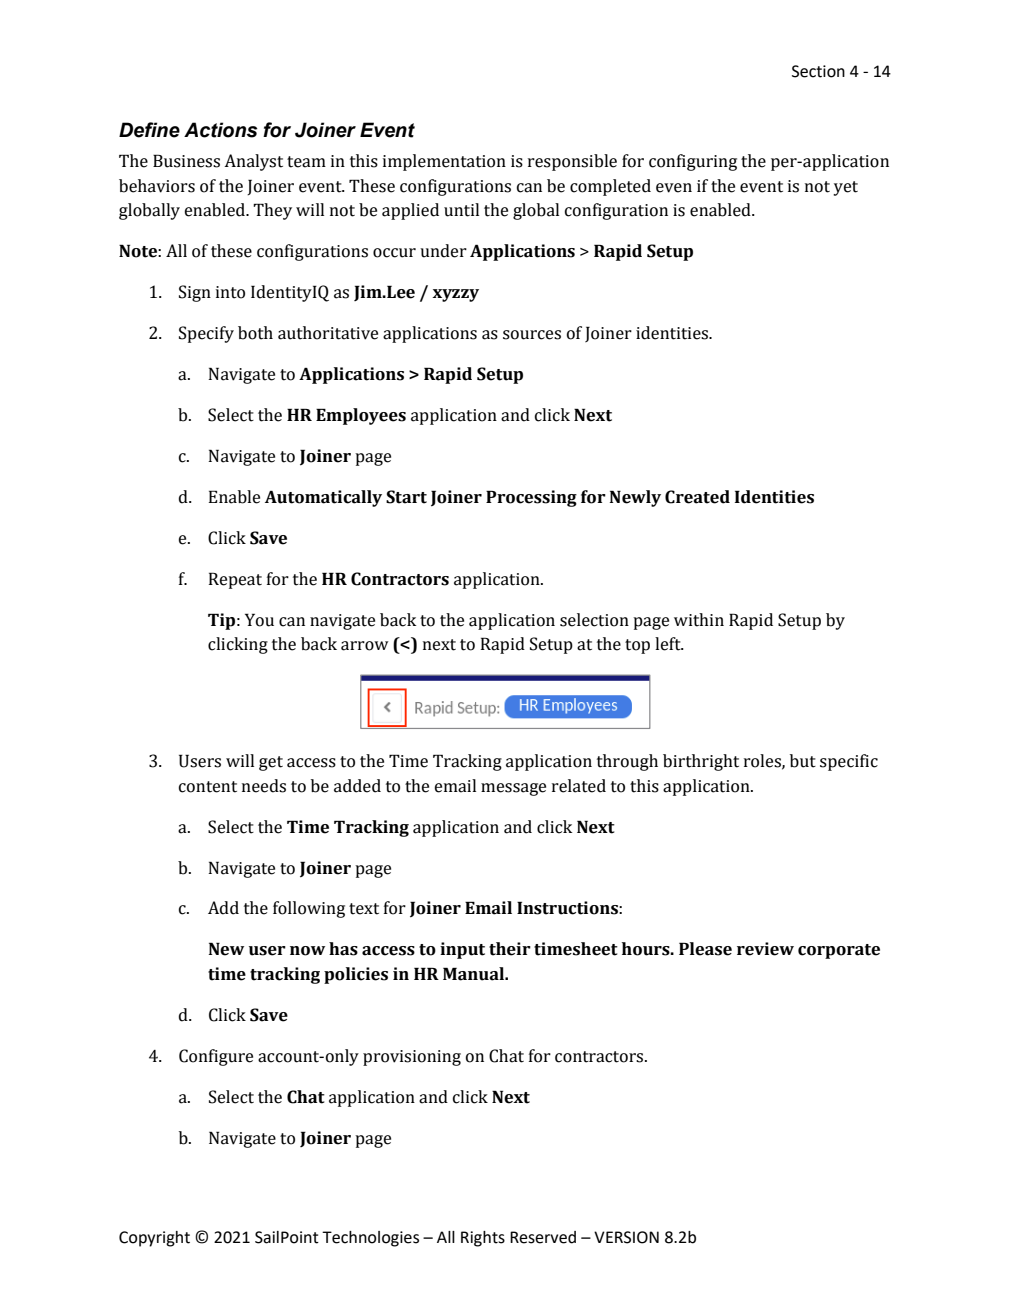 Section 4 - 14
Define Actions for Joiner Event
The Business Analyst team in this implementation is responsible for configuring the per-application
behaviors of the Joiner event. These configurations can be completed even if the event is not yet
globally enabled. They will not be applied until the global configuration is enabled.
Note: All of these configurations occur under Applications > Rapid Setup
1. Sign into IdentityIQ as Jim.Lee / xyzzy
2. Specify both authoritative applications as sources of Joiner identities.
a. Navigate to Applications > Rapid Setup
b. Select the HR Employees application and click Next
c. Navigate to Joiner page
d. Enable Automatically Start Joiner Processing for Newly Created Identities
e. Click Save
f. Repeat for the HR Contractors application.
Tip: You can navigate back to the application selection page within Rapid Setup by
clicking the back arrow (<) next to Rapid Setup at the top left.
< Rapid Setup: HR Employees
3. Users will get access to the Time Tracking application through birthright roles, but specific
content needs to be added to the email message related to this application.
a. Select the Time Tracking application and click Next
b. Navigate to Joiner page
c. Add the following text for Joiner Email Instructions:
New user now has access to input their timesheet hours. Please review corporate
time tracking policies in HR Manual.
d. Click Save
4. Configure account-only provisioning on Chat for contractors.
a. Select the Chat application and click Next
b. Navigate to Joiner page
Copyright © 2021 SailPoint Technologies – All Rights Reserved – VERSION 8.2b